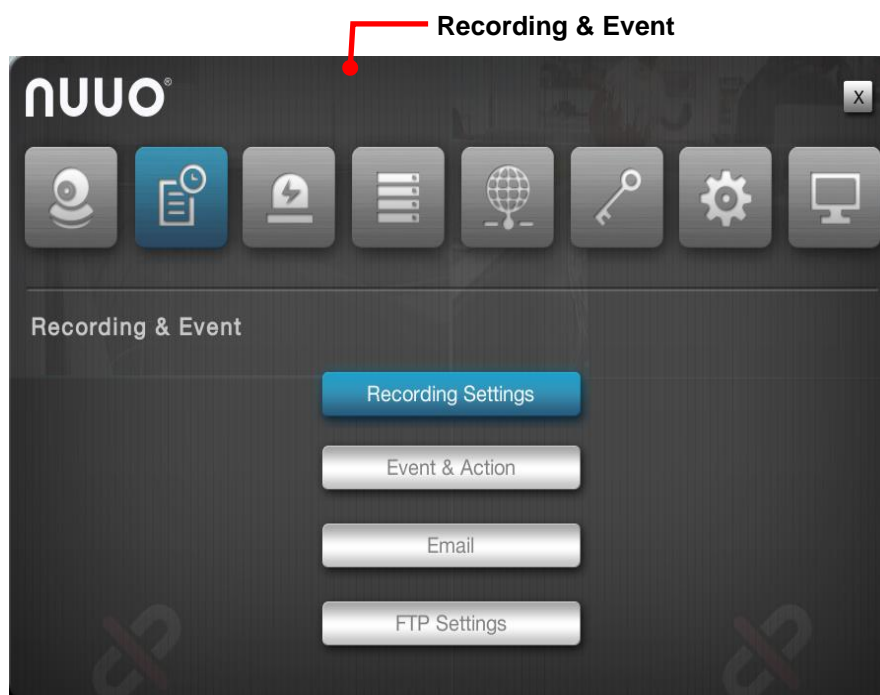 Recording & Event
nuuo®
X
Recording & Event
Recording Settings
Event & Action
Email
FTP Settings